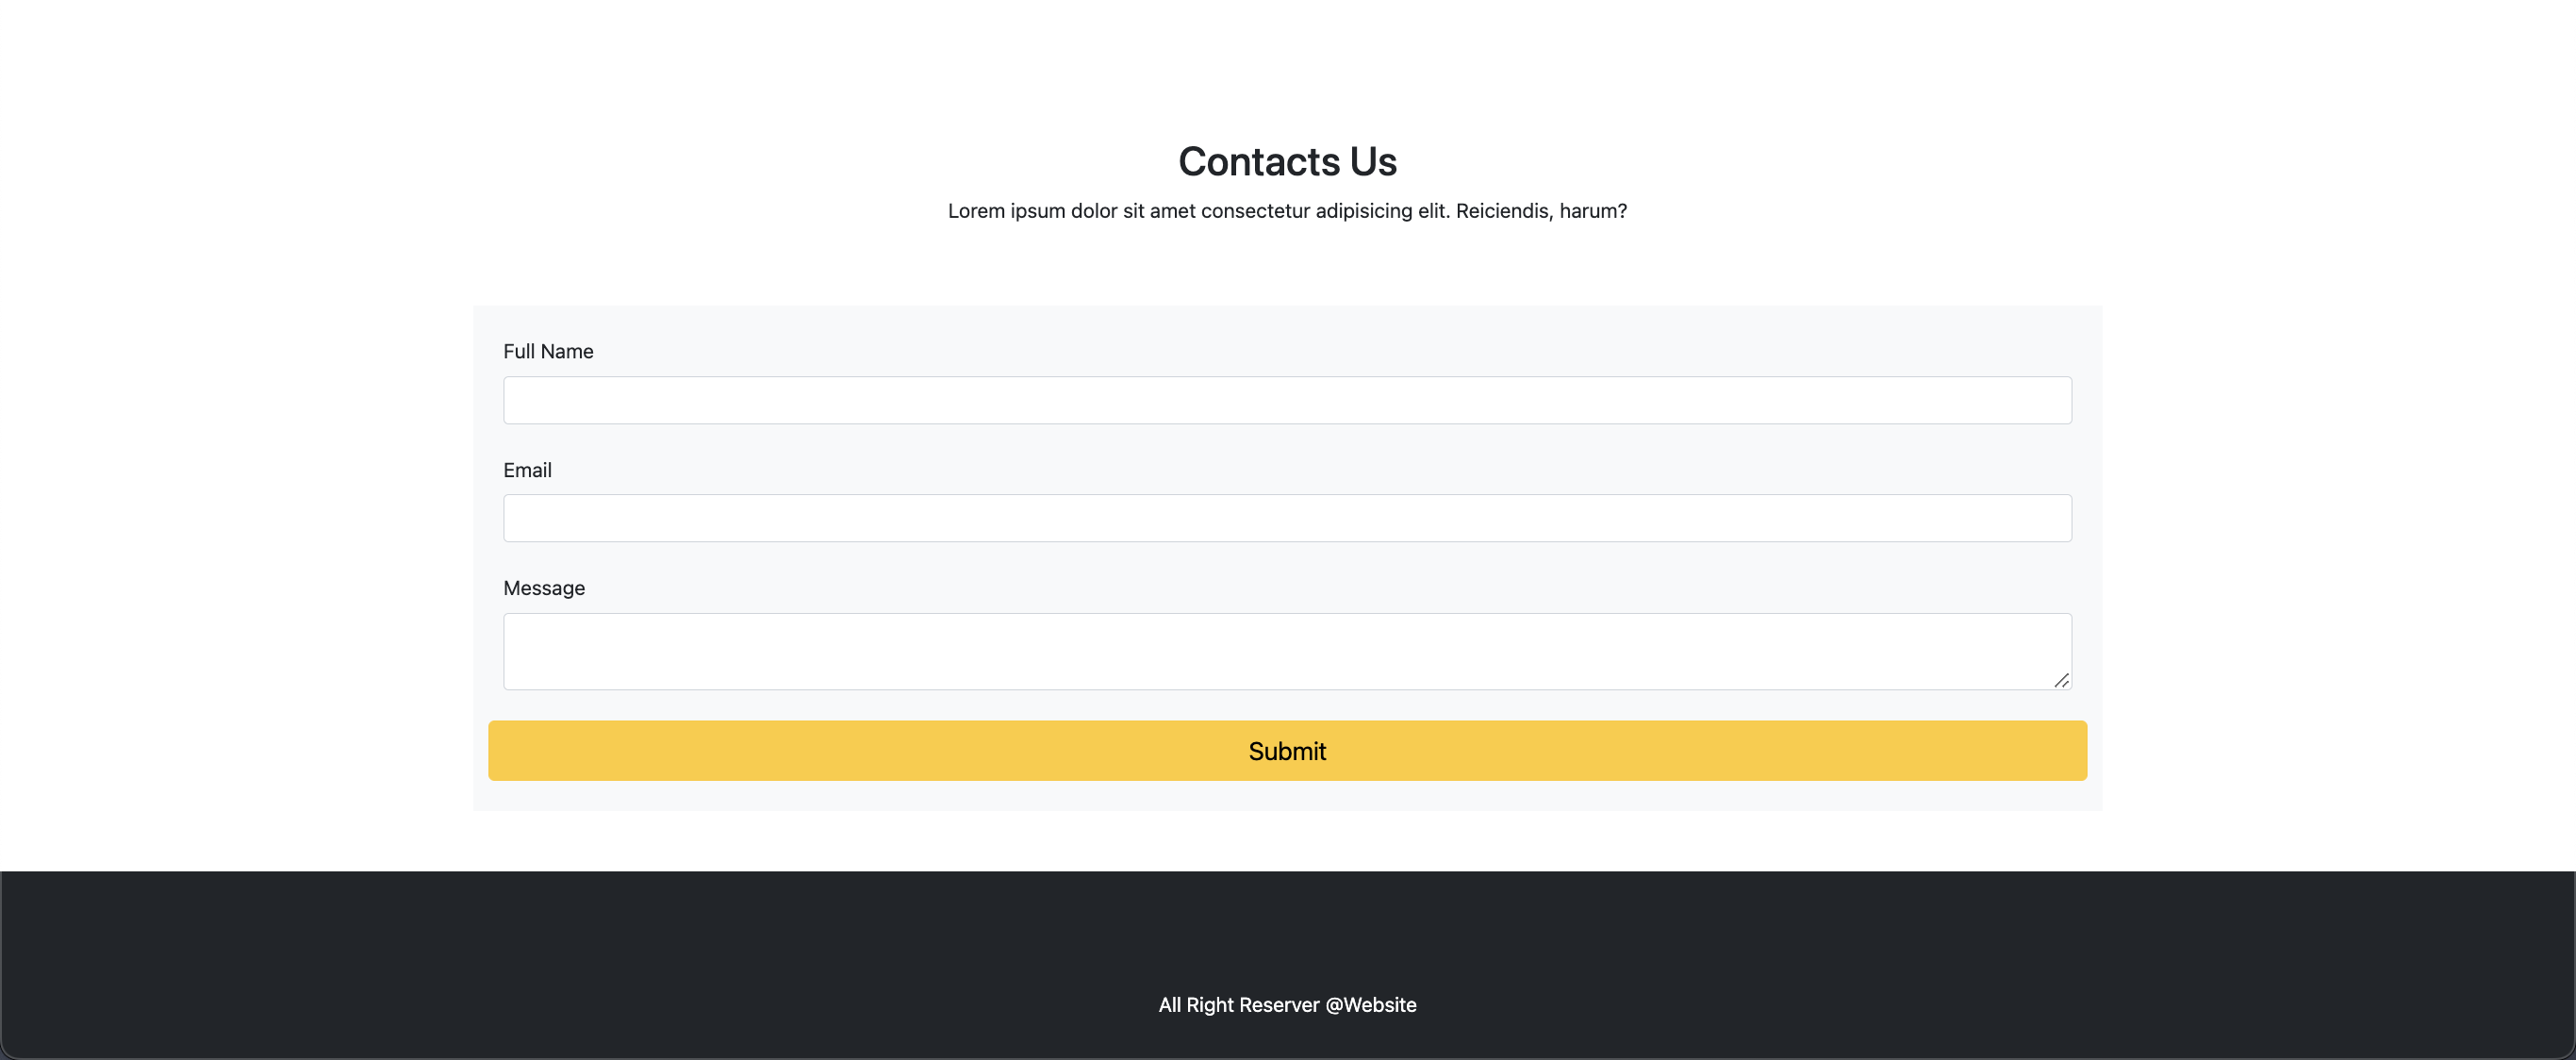 Contacts Us
Lorem ipsum dolor sit amet consectetur adipisicing elit. Reiciendis, harum?
Full Name
Email
Message
Submit
All Right Reserver @Website